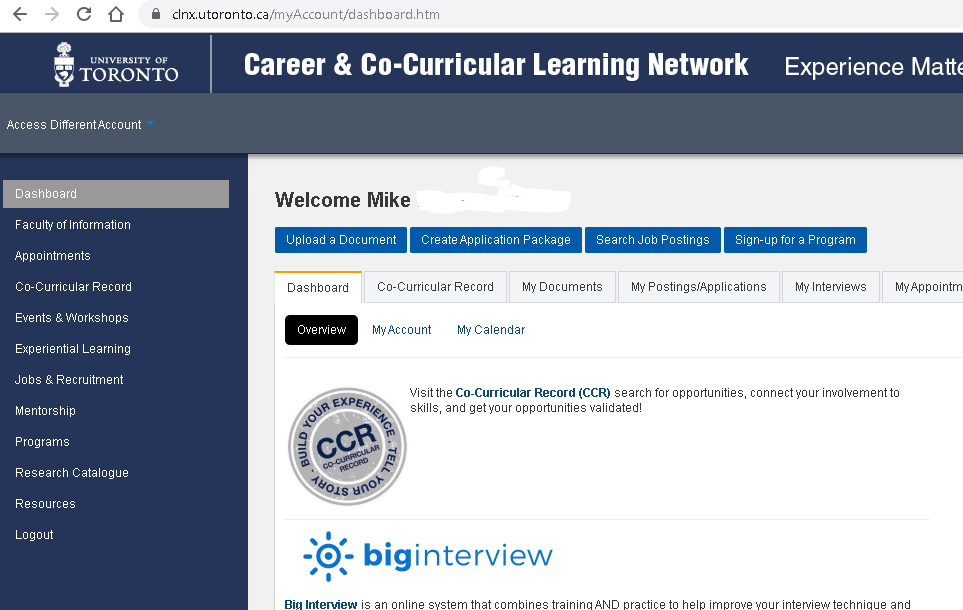 clnx.utoronto.ca/myAccount/dashboard.htm
UNIVERSITY OF
TORONTO
Career & Co-Curricular Learning Network
Experience Matte
Access Different Account
Dashboard
Faculty of Information
Appointments
Co-Curricular Record
Events & Workshops
Experiential Learning
Jobs & Recruitment
Mentorship
Programs
Research Catalogue
Resources
Logout
Welcome Mike
Upload a Document Create Application Package Search Job Postings Sign-up for a Program
Dashboard Co-Curricular Record My Documents My Postings/Applications My Interviews My Appointm
Overview My Account My Calendar
BUILD YOUR EXPERIENCE. TELL YOUR STORY.
CCR
CO-CURRICULAR
RECORD
Visit the Co-Curricular Record (CCR) search for opportunities, connect your involvement to
skills, and get your opportunities validated!
biginterview
Big Interview is an online system that combines training AND practice to help improve your interview technique and